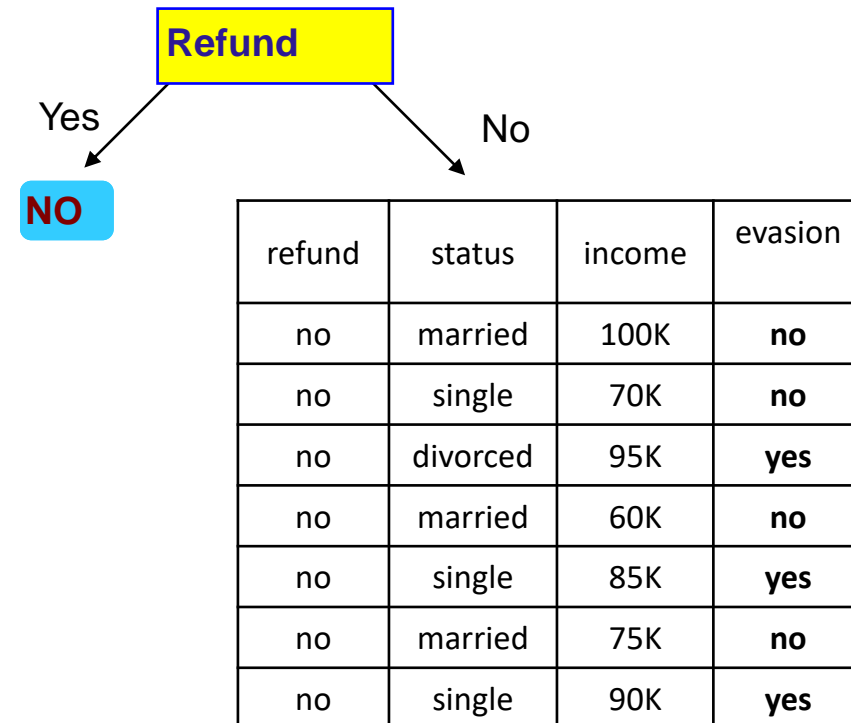 Refund
Yes
No
NO
refund status income evasion
no married 100K no
no single 70K no
no divorced 95K yes
no married 60K no
no single 85K yes
no married 75K no
no single 90K yes